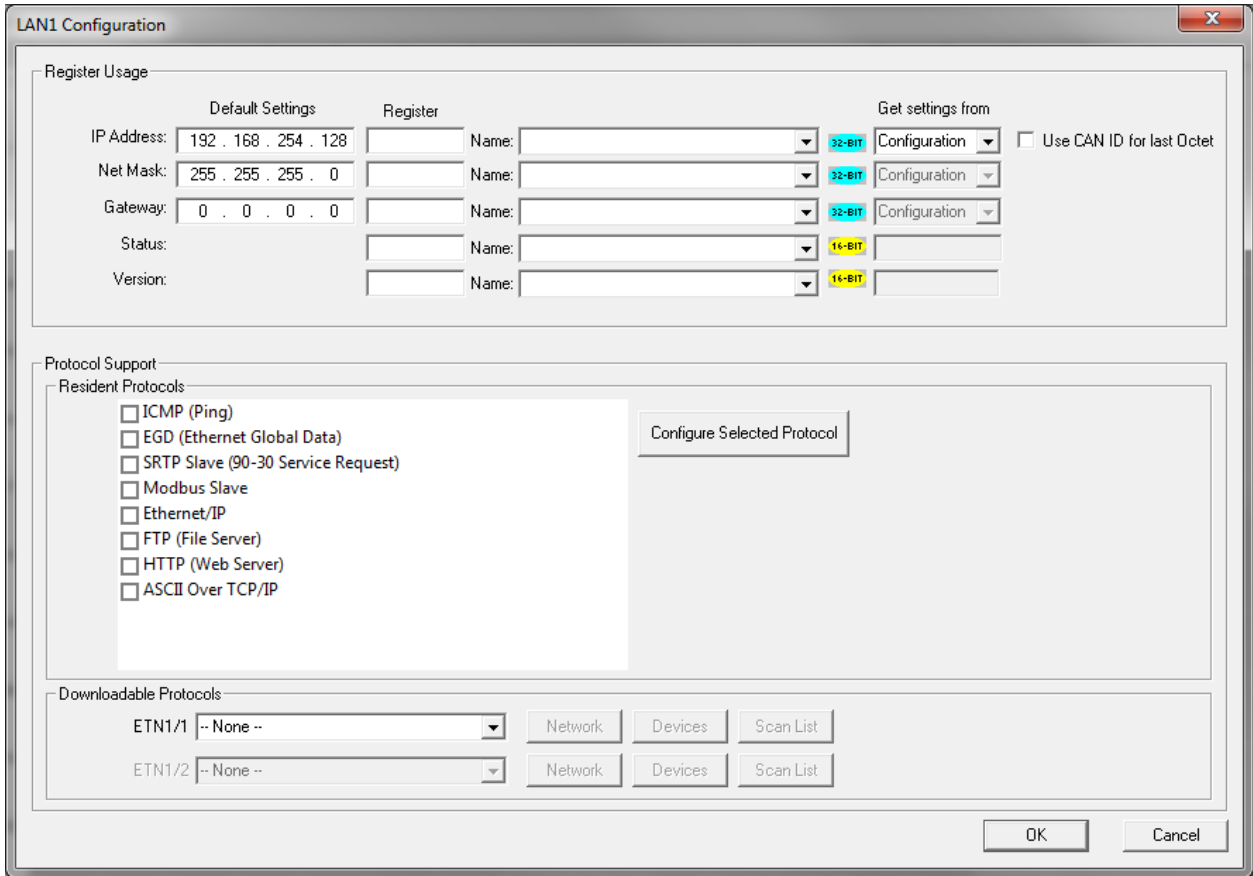 LAN1 Configuration
x
Register Usage
Default Settings Register Get settings from
IP Address: 192 . 168 . 254 . 128 Name: 32-BIT Configuration Use CAN ID for last Octet
Net Mask: 255 . 255 . 255 . 0 Name: 32-BIT Configuration
Gateway: 0 . 0 . 0 . 0 Name: 32-BIT Configuration
Status: Name: 16-BIT
Version: Name: 16-BIT
Protocol Support
Resident Protocols
ICMP (Ping)
EGD (Ethernet Global Data)
SRTP Slave (90-30 Service Request)
Modbus Slave
Ethernet/IP
FTP (File Server)
HTTP (Web Server)
ASCII Over TCP/IP
Configure Selected Protocol
Downloadable Protocols
ETN1/1 -- None -- Network Devices Scan List
ETN1/2 -- None -- Network Devices Scan List
OK Cancel